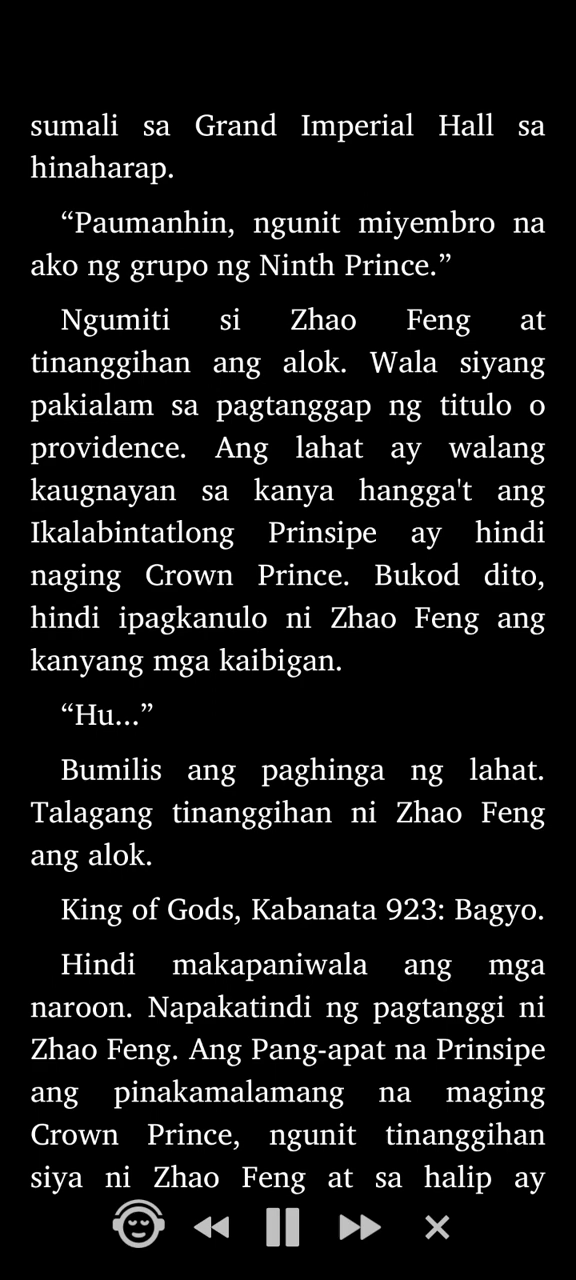 sumali sa Grand Imperial Hall sa
hinaharap.
“Paumanhin, ngunit miyembro na
ako ng grupo ng Ninth Prince.”
Ngumiti si Zhao Feng at
tinanggihan ang alok. Wala siyang
pakialam sa pagtanggap ng titulo o
providence. Ang lahat ay walang
kaugnayan sa kanya hangga't ang
Ikalabintatlong Prinsipe ay hindi
naging Crown Prince. Bukod dito,
hindi ipagkanulo ni Zhao Feng ang
kanyang mga kaibigan.
“Hu...”
Bumilis ang paghinga ng lahat.
Talagang tinanggihan ni Zhao Feng
ang alok.
King of Gods, Kabanata 923: Bagyo.
Hindi makapaniwala ang mga
naroon. Napakatindi ng pagtanggi ni
Zhao Feng. Ang Pang-apat na Prinsipe
ang pinakamalamang na maging
Crown Prince, ngunit tinanggihan
siya ni Zhao Feng at sa halip ay